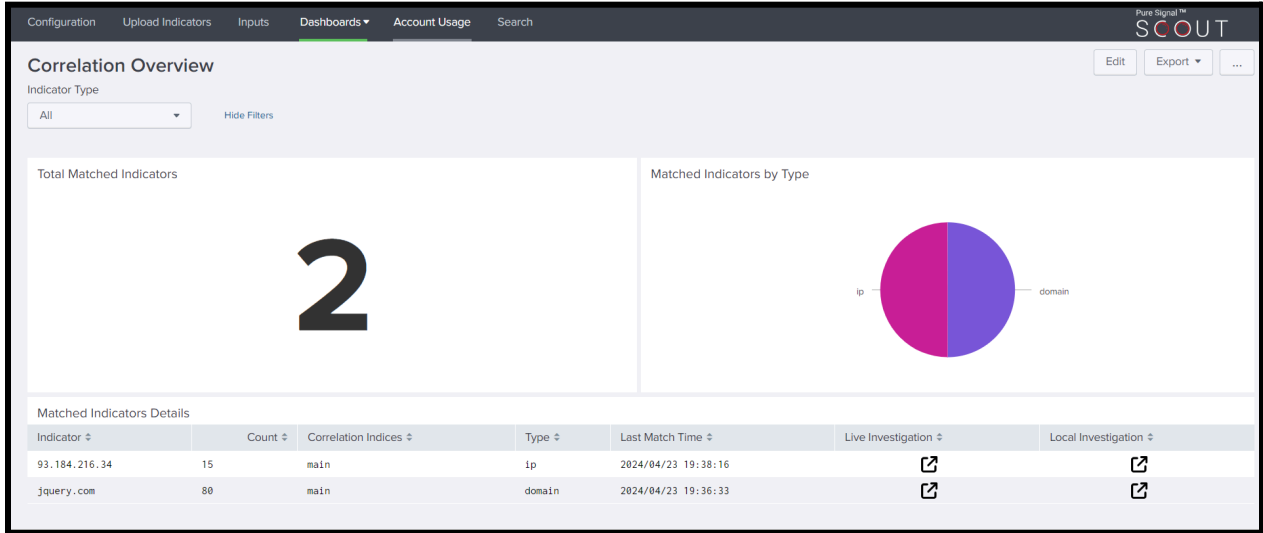 Configuration Upload Indicators Inputs Dashboards Account Usage Search
Pure Signal™
SCOUT
Correlation Overview
Edit Export ...
Indicator Type
All Hide Filters
Total Matched Indicators
2
Matched Indicators by Type
ip domain
Matched Indicators Details
Indicator Count Correlation Indices Type Last Match Time Live Investigation Local Investigation
93.184.216.34 15 main ip 2024/04/23 19:38:16
jquery.com 80 main domain 2024/04/23 19:36:33